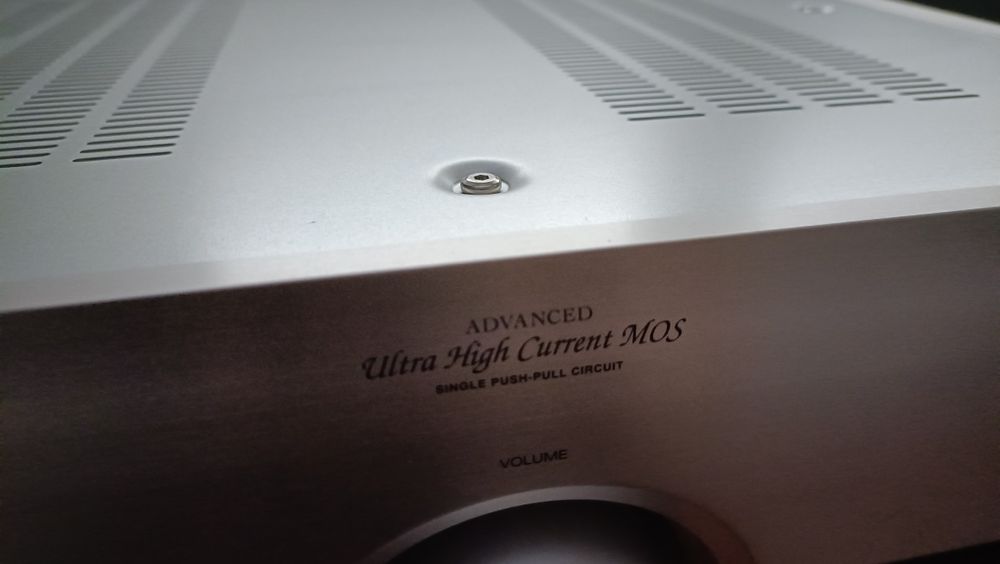 ADVANCED
Ultra High Current MOS
SINGLE PUSH-PULL CIRCUIT
VOLUME